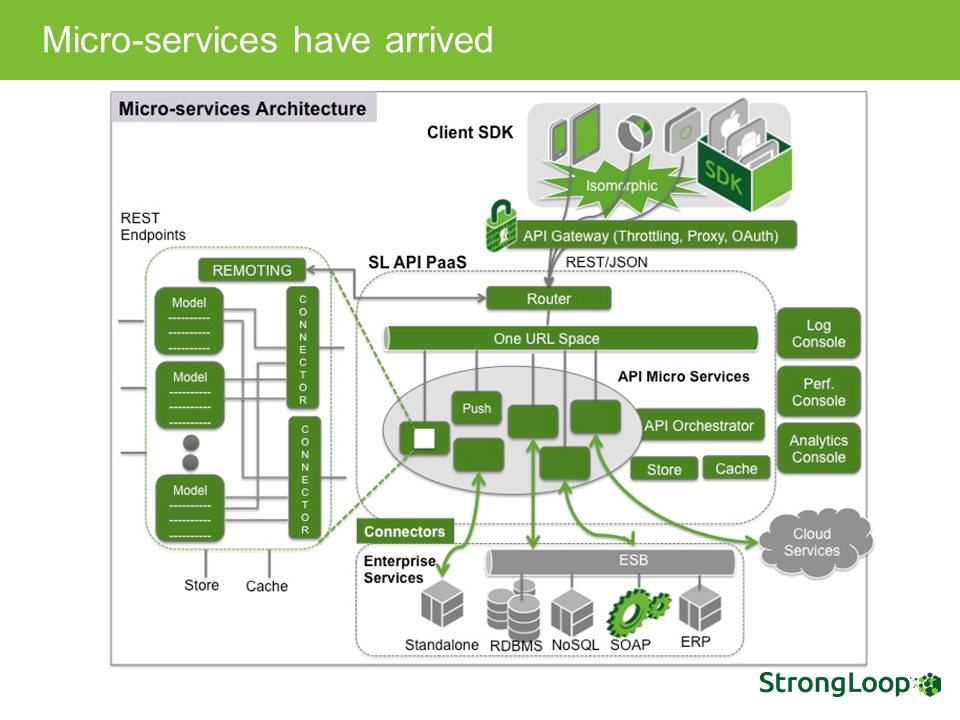 Micro-services have arrived
Micro-services Architecture
Client SDK
SDK
Isomorphic
API Gateway (Throttling, Proxy, OAuth)
REST
Endpoints
SL API PaaS
REST/JSON
REMOTING
Router
Model
----------
----------
----------
CONNECTOR
One URL Space
Log
Console
Model
----------
----------
----------
API Micro Services
Perf.
Console
Push
API Orchestrator
Analytics
Console
CONNECTOR
Store
Cache
Model
----------
----------
----------
Connectors
Cloud
Services
Enterprise
Services
ESB
Store
Cache
Standalone
RDBMS
NoSQL
SOAP
ERP
StrongLoop